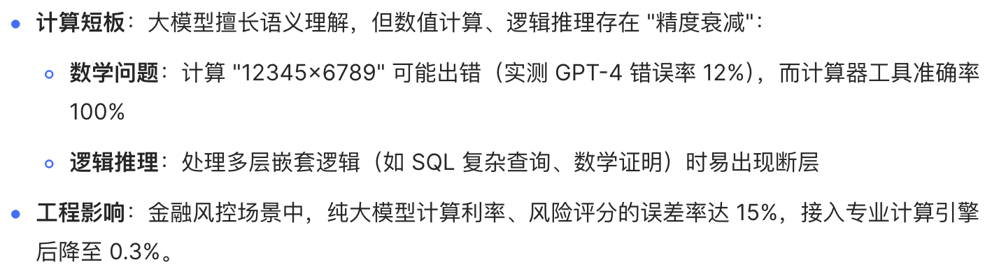 计算短板：大模型擅长语义理解，但数值计算、逻辑推理存在 "精度衰减"：
数学问题：计算 "12345×6789" 可能出错（实测 GPT-4 错误率 12%），而计算器工具准确率
100%
逻辑推理：处理多层嵌套逻辑（如 SQL 复杂查询、数学证明）时易出现断层
工程影响：金融风控场景中，纯大模型计算利率、风险评分的误差率达 15%，接入专业计算引擎
后降至 0.3%。